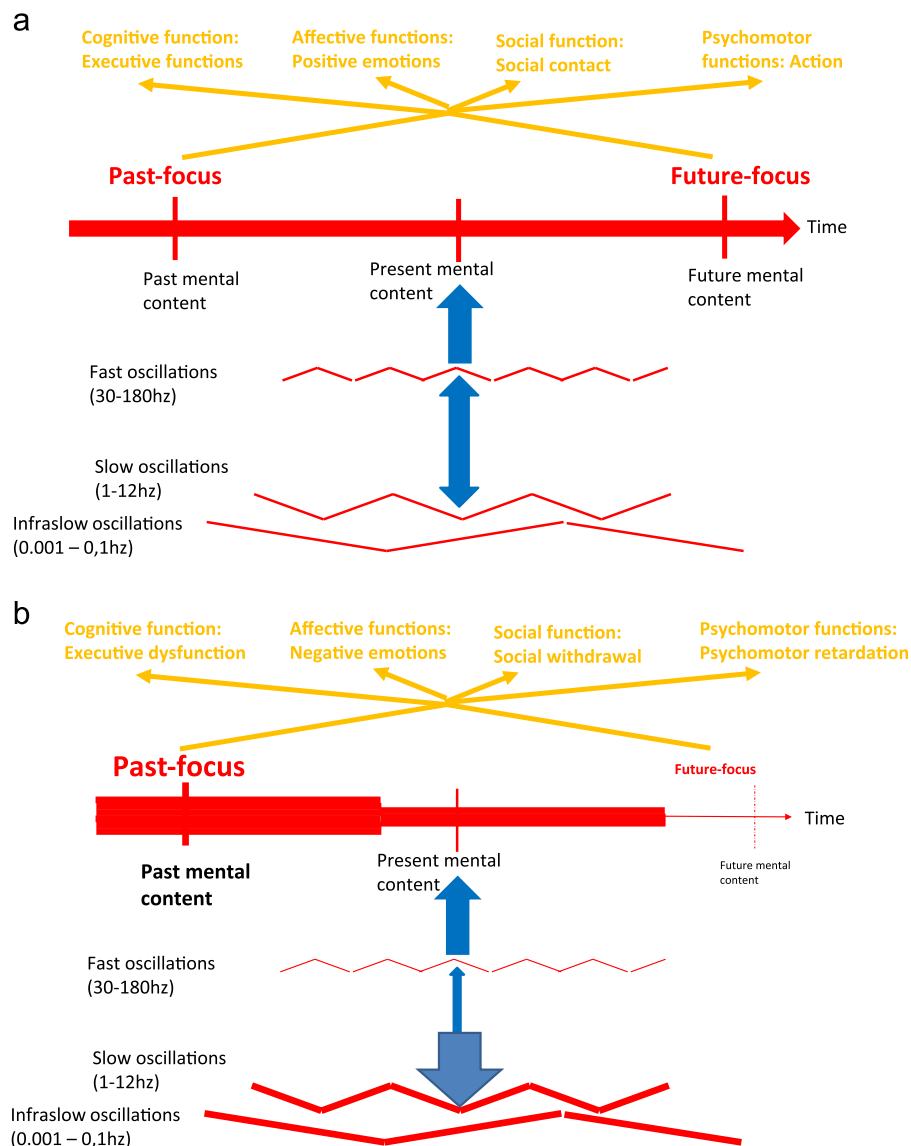 a
Cognitive function:
Executive functions
Affective functions:
Positive emotions
Social function:
Social contact
Psychomotor
functions: Action
Past-focus
Future-focus
Time
Past mental
content
Present mental
content
Future mental
content
Fast oscillations
(30-180hz)
Slow oscillations
(1-12hz)
Infraslow oscillations
(0.001 – 0,1hz)
b
Cognitive function:
Executive dysfunction
Affective functions:
Negative emotions
Social function:
Social withdrawal
Psychomotor functions:
Psychomotor retardation
Past-focus
Future-focus
Time
Past mental
content
Present mental
content
Future mental
content
Fast oscillations
(30-180hz)
Slow oscillations
(1-12hz)
Infraslow oscillations
(0.001 – 0,1hz)